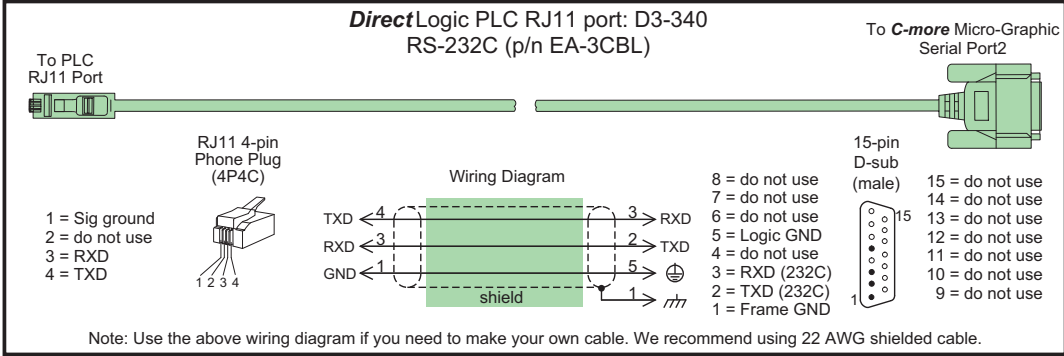 DirectLogic PLC RJ11 port: D3-340
RS-232C (p/n EA-3CBL)
To PLC
RJ11 Port
To C-more Micro-Graphic
Serial Port2
RJ11 4-pin
Phone Plug
(4P4C)
1 = Sig ground
2 = do not use
3 = RXD
4 = TXD
1 2 3 4
Wiring Diagram
TXD 4 3 RXD
RXD 3 2 TXD
GND 1 5
shield 1
8 = do not use
7 = do not use
6 = do not use
5 = Logic GND
4 = do not use
3 = RXD (232C)
2 = TXD (232C)
1 = Frame GND
15-pin
D-sub
(male)
15
1
15 = do not use
14 = do not use
13 = do not use
12 = do not use
11 = do not use
10 = do not use
9 = do not use
Note: Use the above wiring diagram if you need to make your own cable. We recommend using 22 AWG shielded cable.